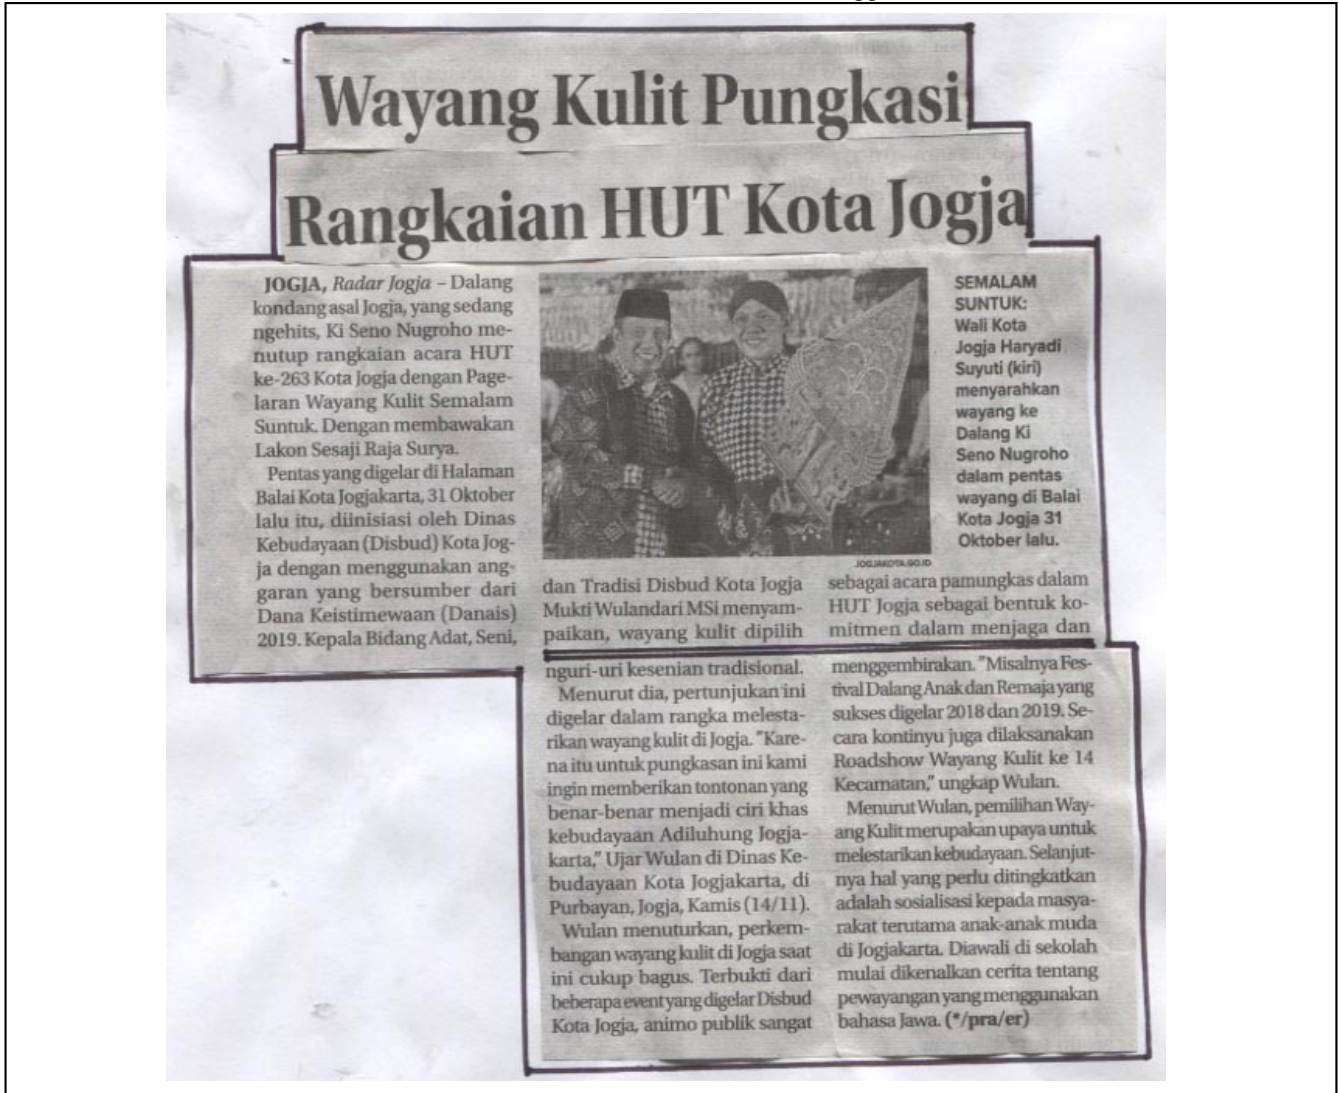 Wayang Kulit Pungkasi
Rangkaian HUT Kota Jogja
JOGJA, Radar Jogja – Dalang
kondang asal Jogja, yang sedang
ngehits, Ki Seno Nugroho me-
nutup rangkaian acara HUT
ke-263 Kota Jogja dengan Page-
laran Wayang Kulit Semalam
Suntuk. Dengan membawakan
Lakon Sesaji Raja Surya.
Pentas yang digelar di Halaman
Balai Kota Jogjakarta, 31 Oktober
lalu itu, diinisiasi oleh Dinas
Kebudayaan (Disbud) Kota Jog-
ja dengan menggunakan ang-
garan yang bersumber dari
Dana Keistimewaan (Danais)
2019. Kepala Bidang Adat, Seni,
SEMALAM
SUNTUK:
Wali Kota
Jogja Haryadi
Suyuti (kiri)
menyarahkan
wayang ke
Dalang Ki
Seno Nugroho
dalam pentas
wayang di Balai
Kota Jogja 31
Oktober lalu.
JOGJAKOTA.GO.ID
dan Tradisi Disbud Kota Jogja
Mukti Wulandari MSi menyam-
paikan, wayang kulit dipilih
sebagai acara pamungkas dalam
HUT Jogja sebagai bentuk ko-
mitmen dalam menjaga dan
nguri-uri kesenian tradisional.
Menurut dia, pertunjukan ini
digelar dalam rangka melesta-
rikan wayang kulit di Jogja. "Kare-
na itu untuk pungkasan ini kami
ingin memberikan tontonan yang
benar-benar menjadi ciri khas
kebudayaan Adiluhung Jogja-
karta," Ujar Wulan di Dinas Ke-
budayaan Kota Jogjakarta, di
Purbayan, Jogja, Kamis (14/11).
Wulan menuturkan, perkem-
bangan wayang kulit di Jogja saat
ini cukup bagus. Terbukti dari
beberapa event yang digelar Disbud
Kota Jogja, animo publik sangat
menggembirakan. "Misalnya Fes-
tival Dalang Anak dan Remaja yang
sukses digelar 2018 dan 2019. Se-
cara kontinyu juga dilaksanakan
Roadshow Wayang Kulit ke 14
Kecamatan," ungkap Wulan.
Menurut Wulan, pemilihan Way-
ang Kulit merupakan upaya untuk
melestarikan kebudayaan. Selanjut-
nya hal yang perlu ditingkatkan
adalah sosialisasi kepada masya-
rakat terutama anak-anak muda
di Jogjakarta. Diawali di sekolah
mulai dikenalkan cerita tentang
pewayangan yang menggunakan
bahasa Jawa. (*/pra/er)